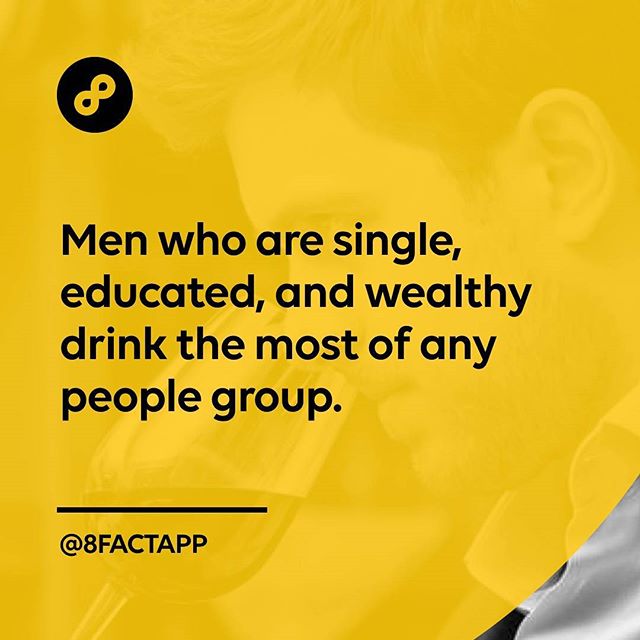 Men who are single,
educated, and wealthy
drink the most of any
people group.
@8FACTAPP